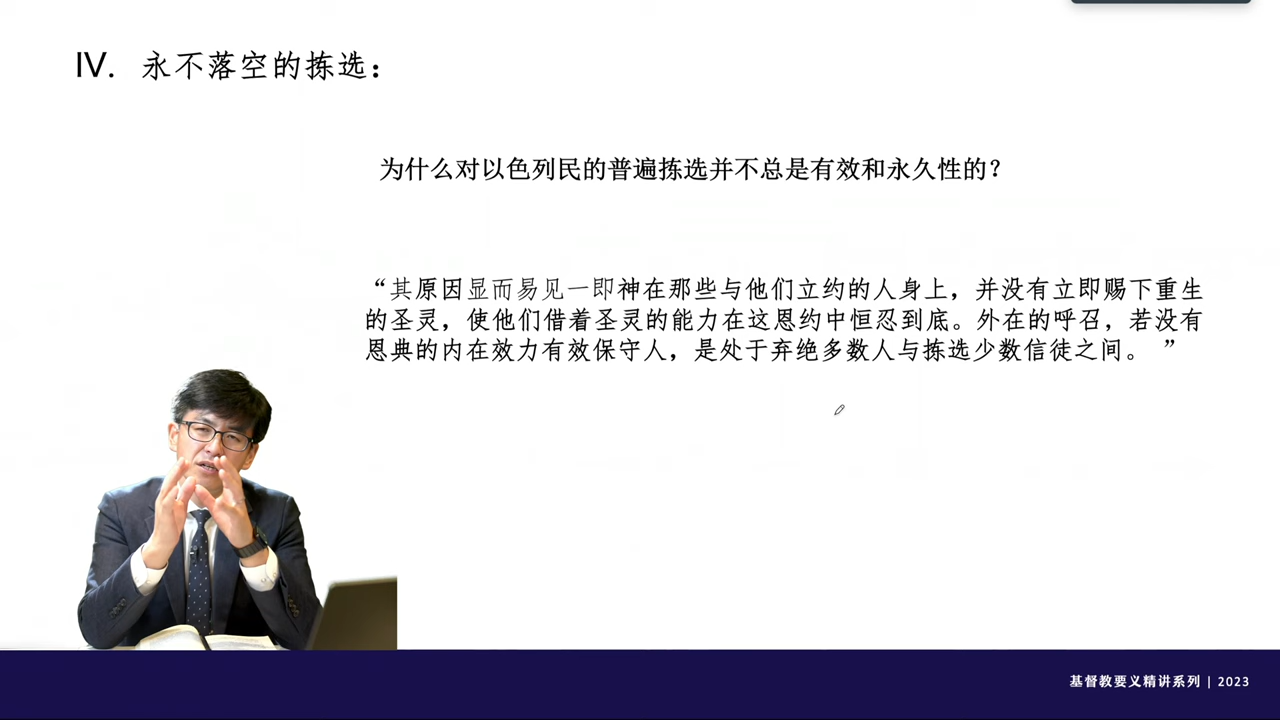 IV. 永不落空的拣选：
为什么对以色列民的普遍拣选并不总是有效和永久性的？
“其原因显而易见一即神在那些与他们立约的人身上，并没有立即赐下重生
的圣灵，使他们借着圣灵的能力在这恩约中恒忍到底。外在的呼召，若没有
恩典的内在效力有效保守人，是处于弃绝多数人与拣选少数信徒之间。”
基督教要义精讲系列 | 2023